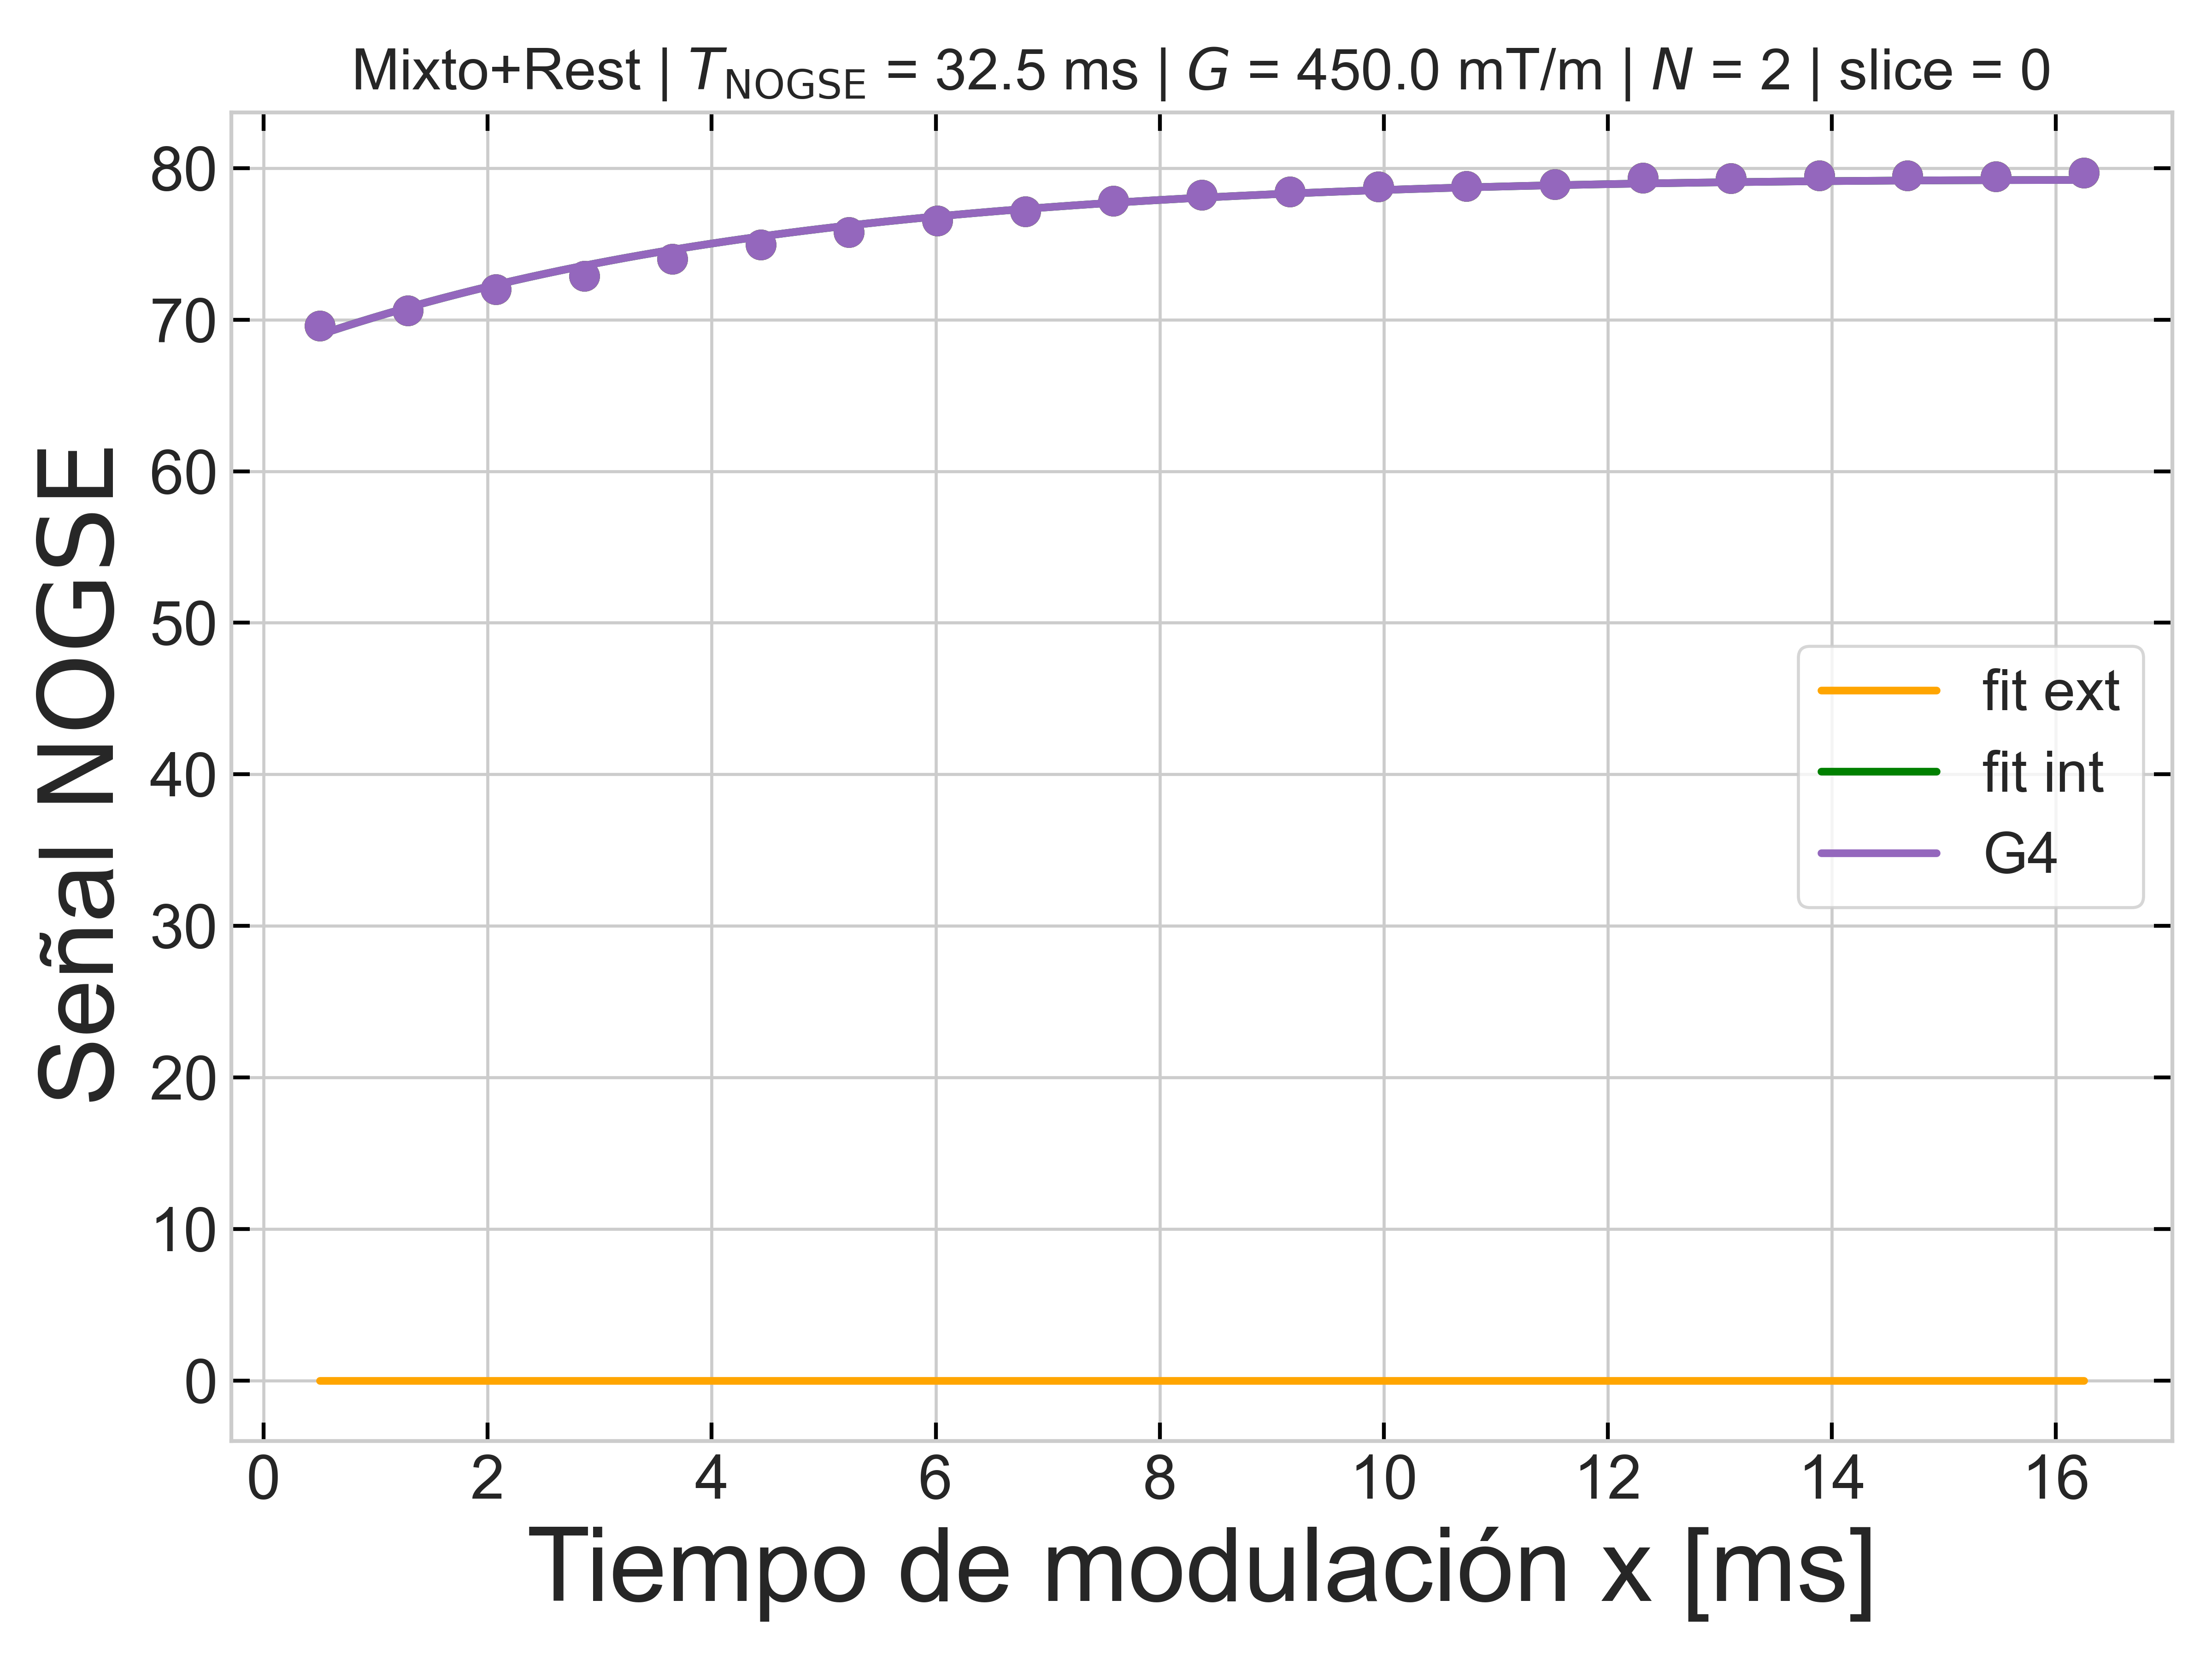 Mixto+Rest | T_NOGSE = 32.5 ms | G = 450.0 mT/m | N = 2 | slice = 0
Señal NOGSE
80
70
60
50
40
30
20
10
0
fit ext
fit int
G4
0 2 4 6 8 10 12 14 16
Tiempo de modulación x [ms]